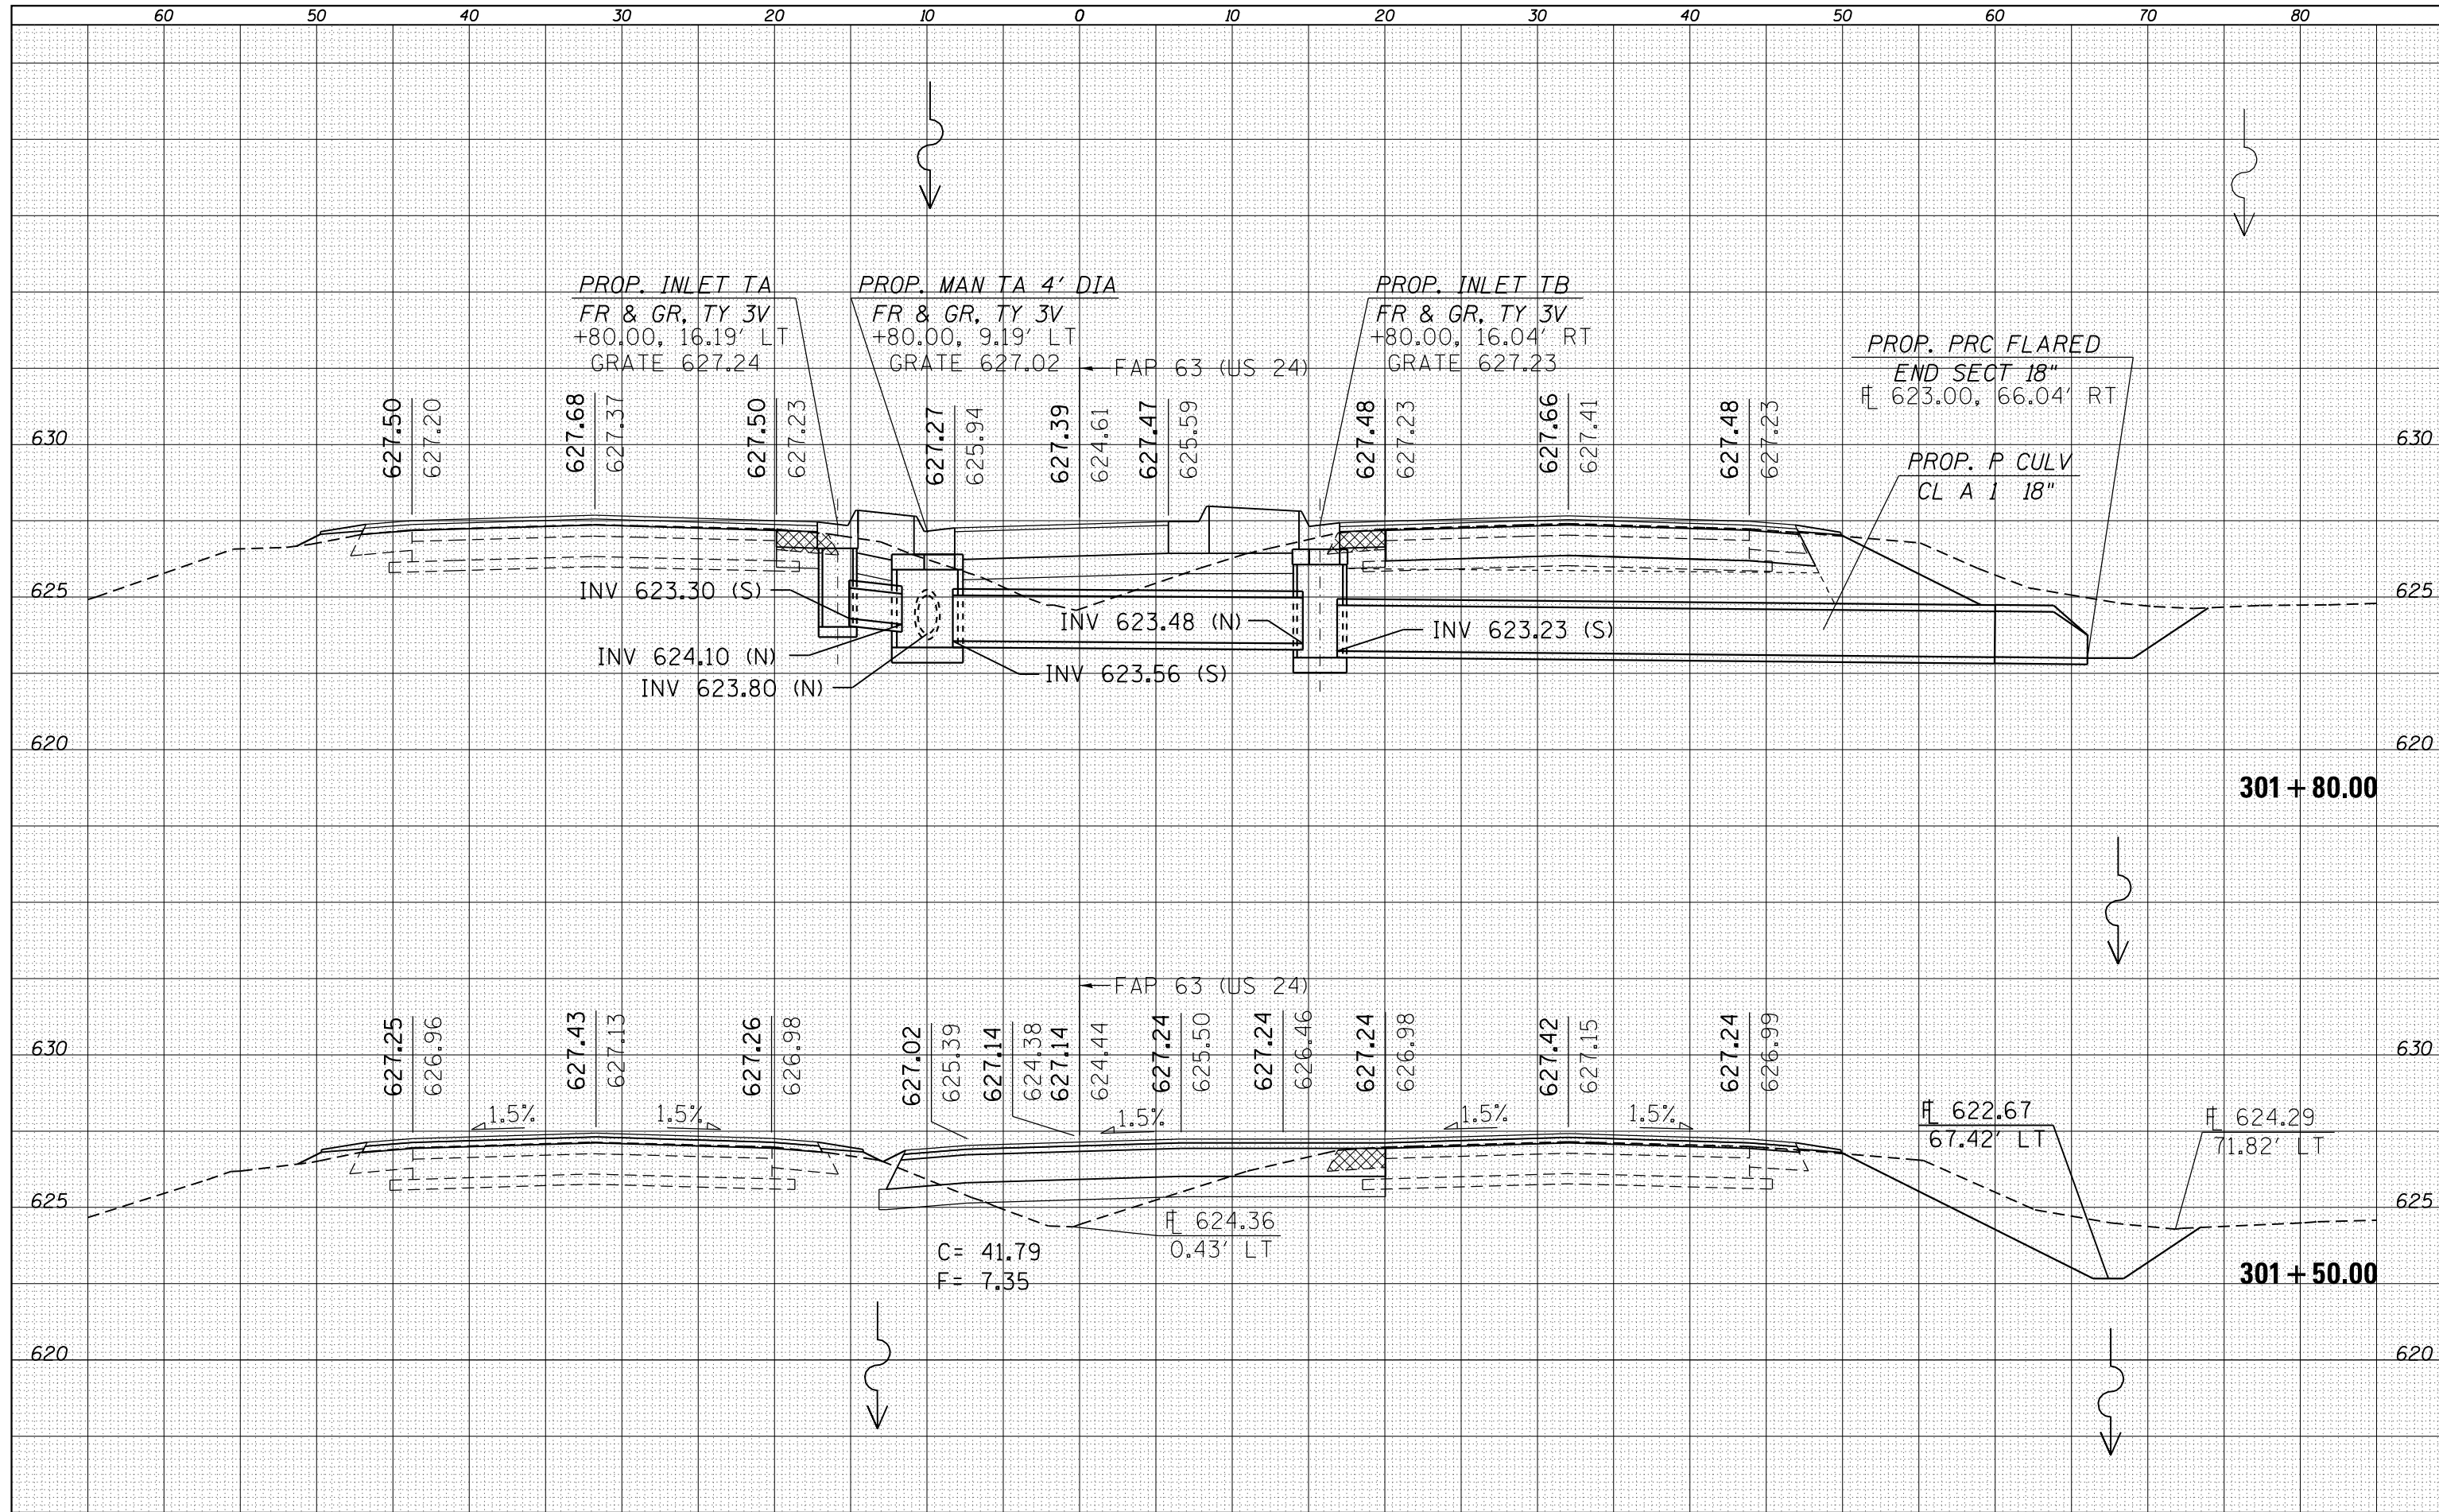 60 50 40 30 20 10 0 10 20 30 40 50 60 70 80
PROP. INLET TA
FR & GR, TY 3V
+80.00, 16.19' LT
GRATE 627.24
PROP. MAN TA 4' DIA
FR & GR, TY 3V
+80.00, 9.19' LT
GRATE 627.02
FAP 63 (US 24)
PROP. INLET TB
FR & GR, TY 3V
+80.00, 16.04' RT
GRATE 627.23
PROP. PRC FLARED
END SECT 18"
FL 623.00, 66.04' RT
PROP. P CULV
CL A 1 18"
627.50
627.20
627.68
627.37
627.50
627.23
627.27
625.94
627.39
624.61
627.47
625.59
627.48
627.23
627.66
627.41
627.48
627.23
630
630
625
625
INV 623.30 (S)
INV 624.10 (N)
INV 623.80 (N)
INV 623.56 (S)
INV 623.48 (N)
INV 623.23 (S)
620
620
301+80.00
FAP 63 (US 24)
627.25
626.96
627.43
627.13
627.26
626.98
627.02
625.39
627.14
624.38
627.14
624.44
627.24
625.50
627.24
626.46
627.24
626.98
627.42
627.15
627.24
626.99
630
630
1.5%
1.5%
1.5%
1.5%
1.5%
FL 622.67
67.42' LT
FL 624.29
71.82' LT
625
625
FL 624.36
0.43' LT
C= 41.79
F= 7.35
301+50.00
620
620